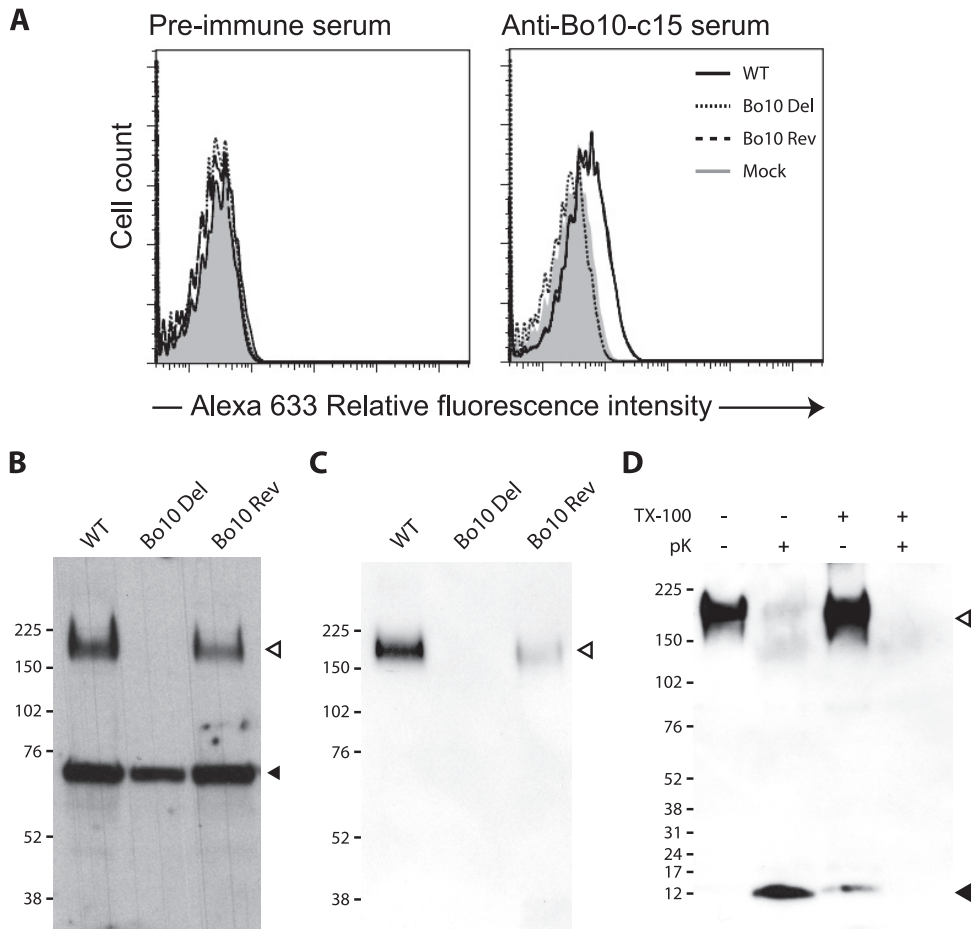 A
Pre-immune serum
Anti-Bo10-c15 serum
WT
Bo10 Del
Bo10 Rev
Mock
Cell count
Alexa 633 Relative fluorescence intensity
B
WT
Bo10 Del
Bo10 Rev
225
150
102
76
52
38
C
WT
Bo10 Del
Bo10 Rev
225
150
102
76
52
38
D
TX-100 - - + +
pK - + - +
225
150
102
76
52
38
31
24
17
12